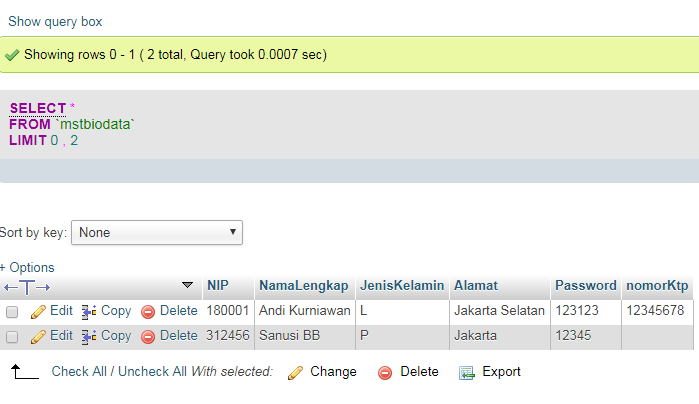 Show query box
Showing rows 0 - 1 ( 2 total, Query took 0.0007 sec)
SELECT *
FROM `mstbiodata`
LIMIT 0 , 2
Sort by key: None
+ Options
NIP NamaLengkap JenisKelamin Alamat Password nomorKtp
Edit Copy Delete 180001 Andi Kurniawan L Jakarta Selatan 123123 12345678
Edit Copy Delete 312456 Sanusi BB P Jakarta 12345
Check All / Uncheck All With selected: Change Delete Export